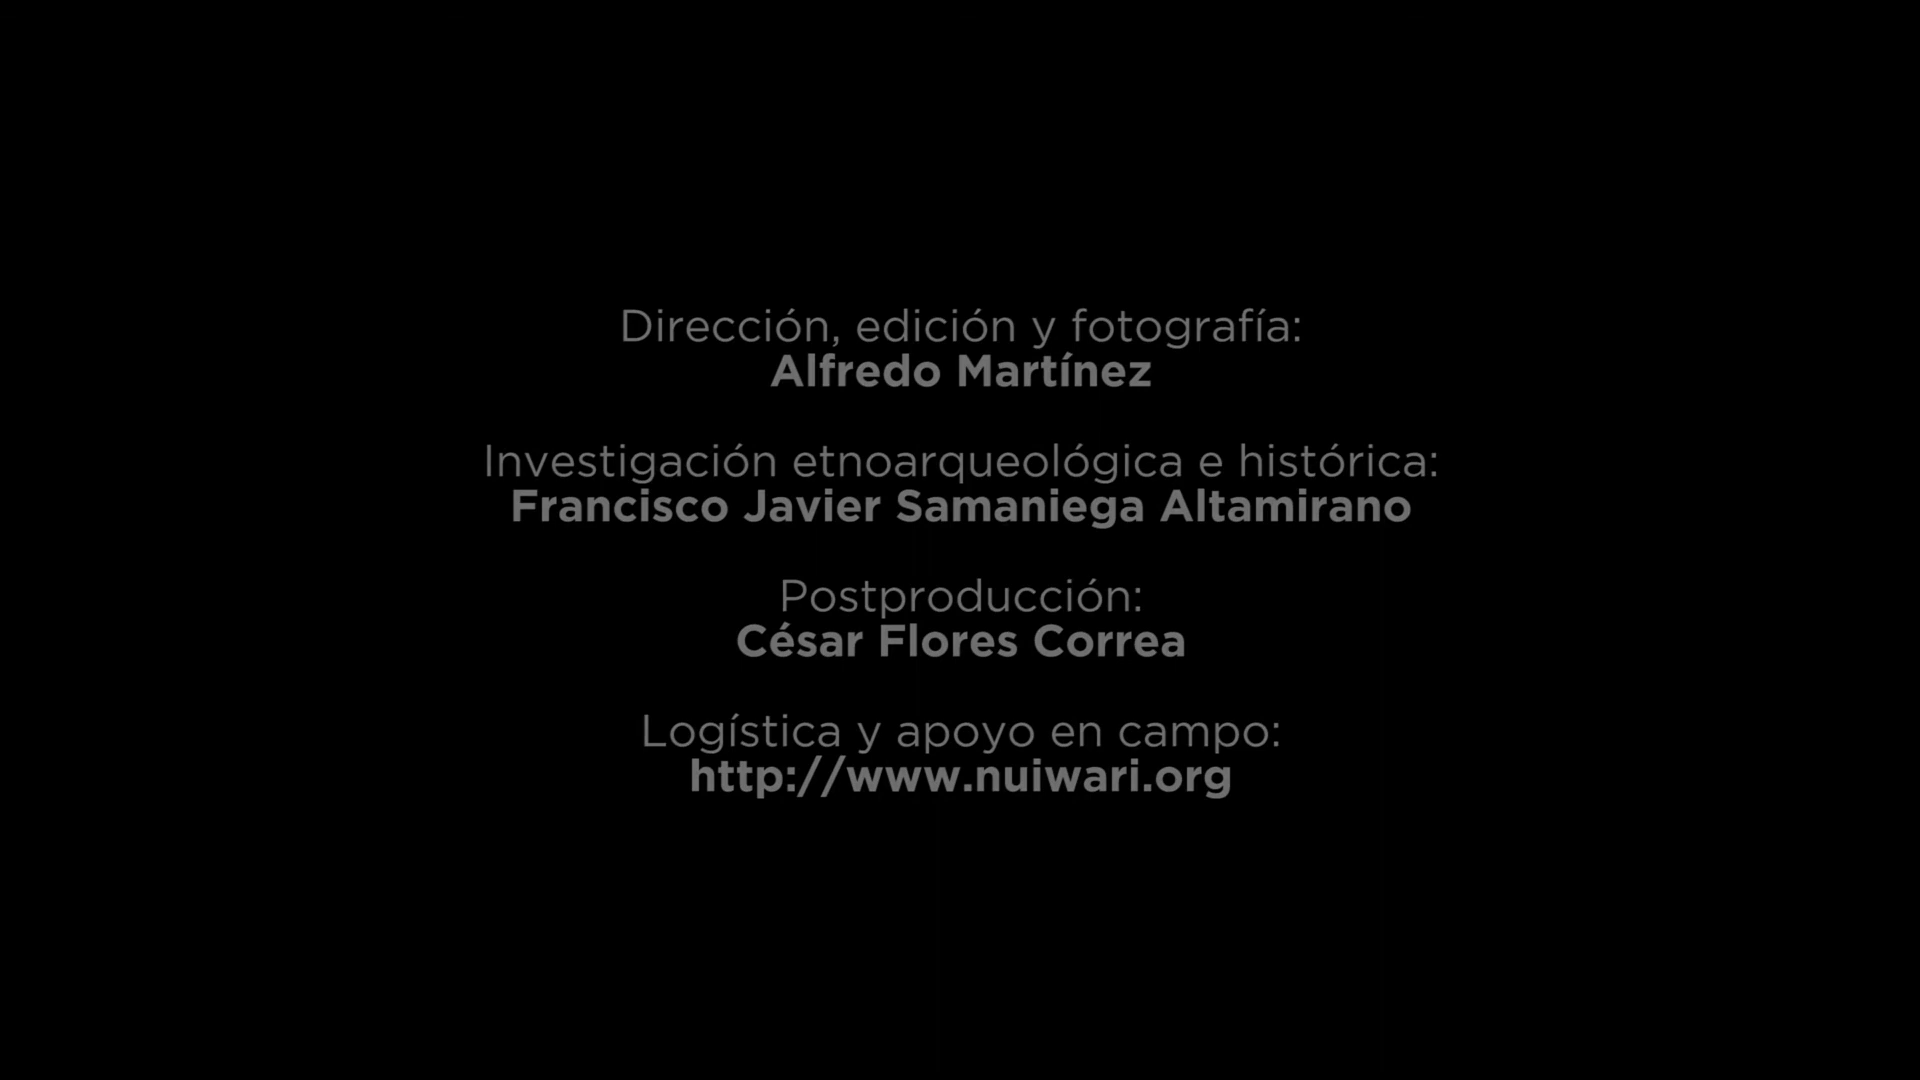 Dirección, edición y fotografía:
Alfredo Martínez
Investigación etnoarqueológica e histórica:
Francisco Javier Samaniega Altamirano
Postproducción:
César Flores Correa
Logística y apoyo en campo:
http://www.nuiwari.org